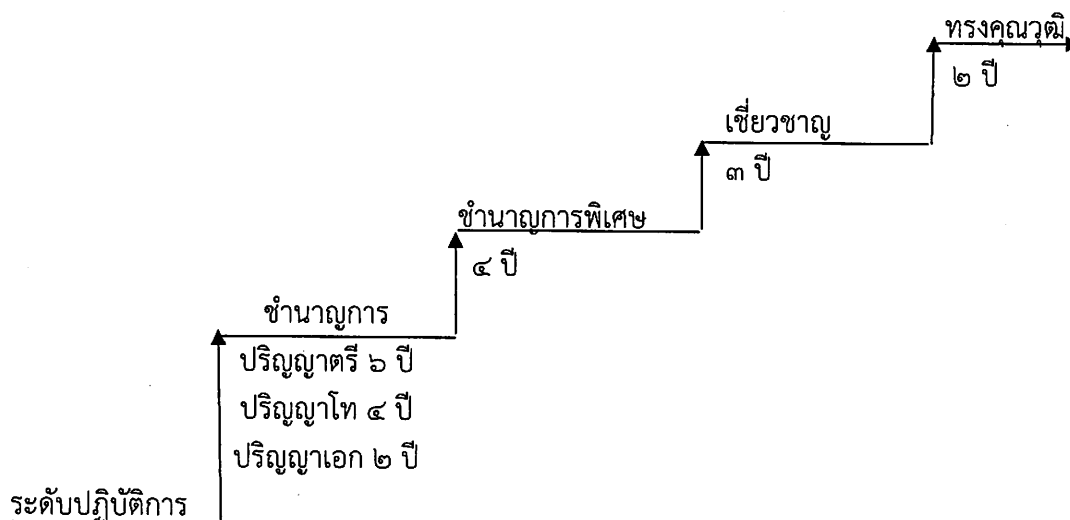 ทรงคุณวุฒิ
๒ ปี
เชี่ยวชาญ
๓ ปี
ชำนาญการพิเศษ
๔ ปี
ชำนาญการ
ปริญญาตรี ๖ ปี
ปริญญาโท ๔ ปี
ปริญญาเอก ๒ ปี
ระดับปฏิบัติการ